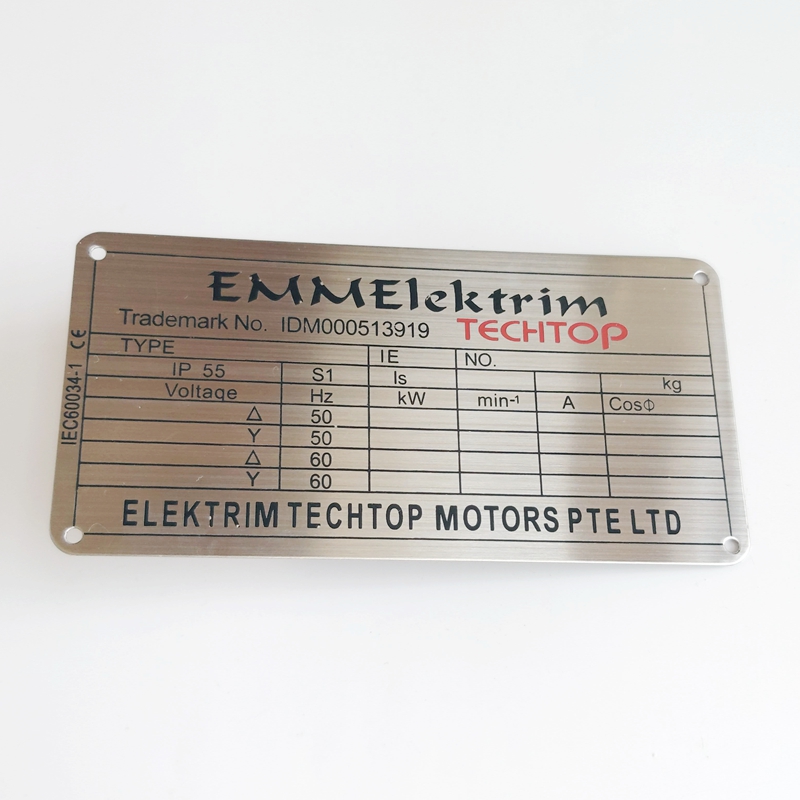 EMMElektrim
Trademark No. IDM000513919 TECHTOP
TYPE IE NO.
IP 55 S1 Is kg
Voltage Hz kW min-¹ A CosΦ
Δ 50
Y 50
Δ 60
Y 60
ELEKTRIM TECHTOP MOTORS PTE LTD
IEC60034-1 CE